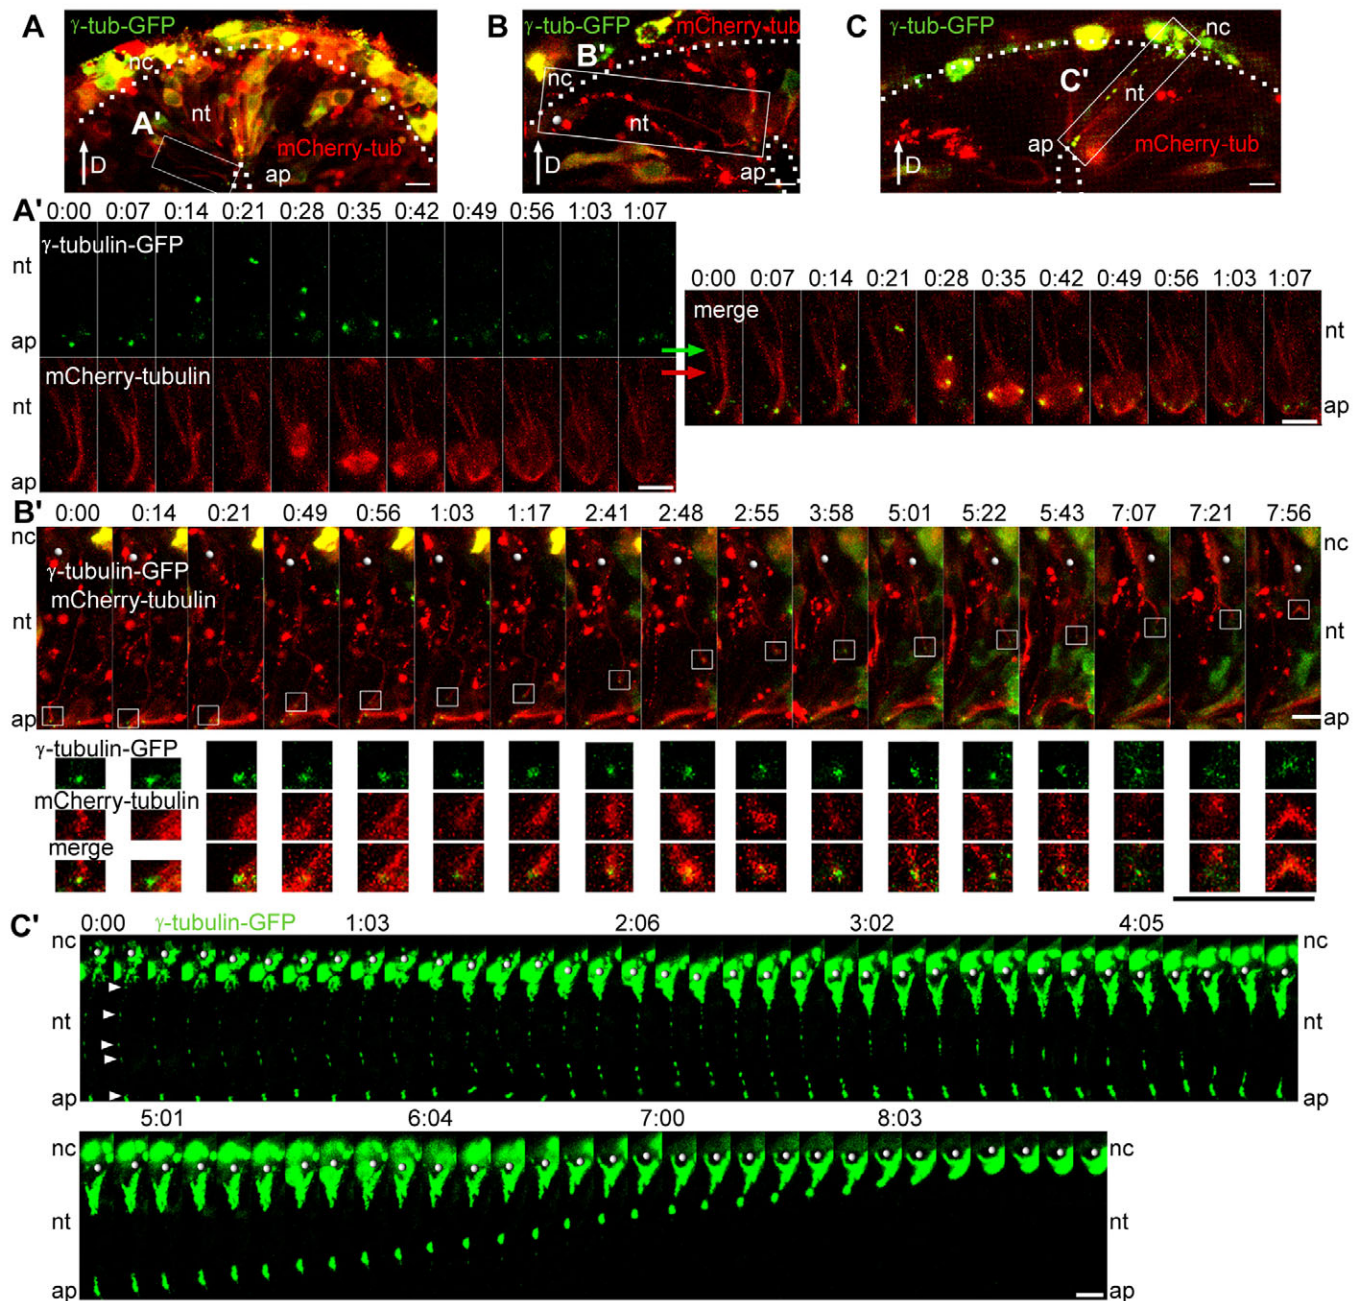 A γ-tub-GFP
nc
nt
A'
mCherry-tub
D
ap
B γ-tub-GFP mCherry-tub
B'
nc
nt
D
ap
C γ-tub-GFP
nc
C'
nt
ap
mCherry-tub
D
A' 0:00 0:07 0:14 0:21 0:28 0:35 0:42 0:49 0:56 1:03 1:07
γ-tubulin-GFP
nt
ap
mCherry-tubulin
nt
ap
0:00 0:07 0:14 0:21 0:28 0:35 0:42 0:49 0:56 1:03 1:07
merge
nt
ap
B' 0:00 0:14 0:21 0:49 0:56 1:03 1:17 2:41 2:48 2:55 3:58 5:01 5:22 5:43 7:07 7:21 7:56
nc nc
γ-tubulin-GFP
mCherry-tubulin
nt nt
ap ap
γ-tubulin-GFP
mCherry-tubulin
merge
C' 0:00 γ-tubulin-GFP 1:03 2:06 3:02 4:05
nc nc
nt nt
ap ap
5:01 6:04 7:00 8:03
nc nc
nt nt
ap ap